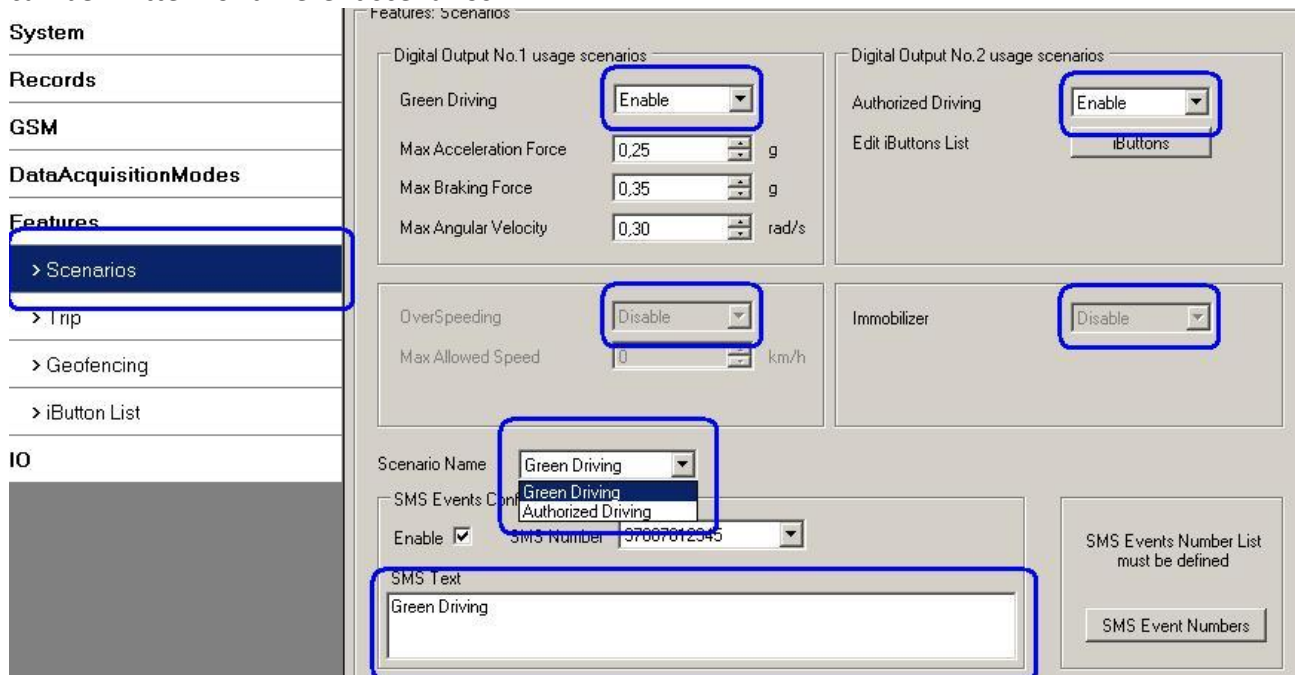 System
Records
GSM
DataAcquisitionModes
Features
> Scenarios
> Trip
> Geofencing
> iButton List
IO
Features: Scenarios
Digital Output No.1 usage scenarios
Green Driving Enable
Max Acceleration Force 0,25 g
Max Braking Force 0,35 g
Max Angular Velocity 0,30 rad/s
Digital Output No.2 usage scenarios
Authorized Driving Enable
Edit iButtons List iButtons
OverSpeeding Disable
Max Allowed Speed 0 km/h
Immobilizer Disable
Scenario Name Green Driving
Green Driving
Authorized Driving
SMS Events
Enable SMS Number 37067012345
SMS Text
Green Driving
SMS Events Number List
must be defined
SMS Event Numbers